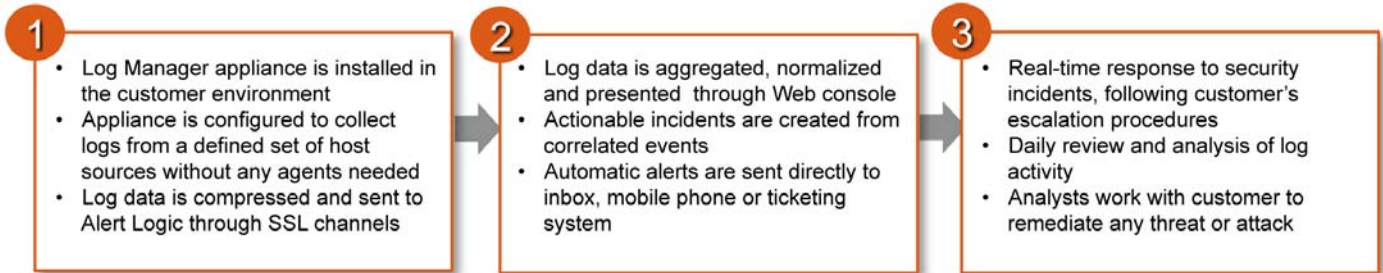 1
• Log Manager appliance is installed in
the customer environment
• Appliance is configured to collect
logs from a defined set of host
sources without any agents needed
• Log data is compressed and sent to
Alert Logic through SSL channels
2
• Log data is aggregated, normalized
and presented through Web console
• Actionable incidents are created from
correlated events
• Automatic alerts are sent directly to
inbox, mobile phone or ticketing
system
3
• Real-time response to security
incidents, following customer's
escalation procedures
• Daily review and analysis of log
activity
• Analysts work with customer to
remediate any threat or attack